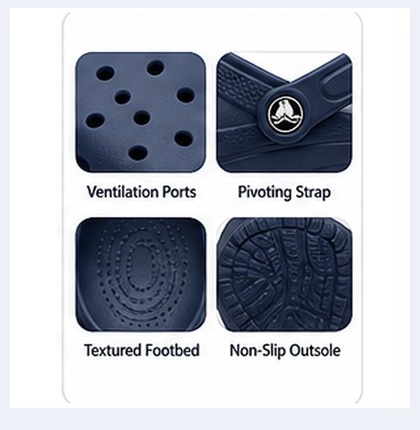 Ventilation Ports
Pivoting Strap
Textured Footbed
Non-Slip Outsole